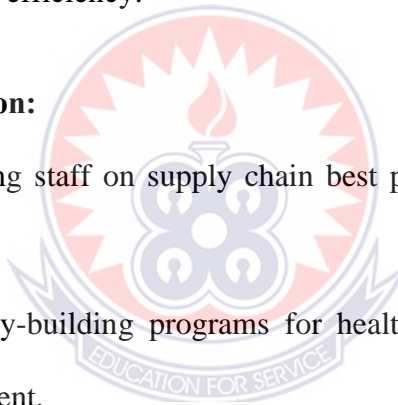 efficiency.
on:
ng staff on supply chain best p
y-building programs for healt
EDUCATION FOR SERVICE
ent.